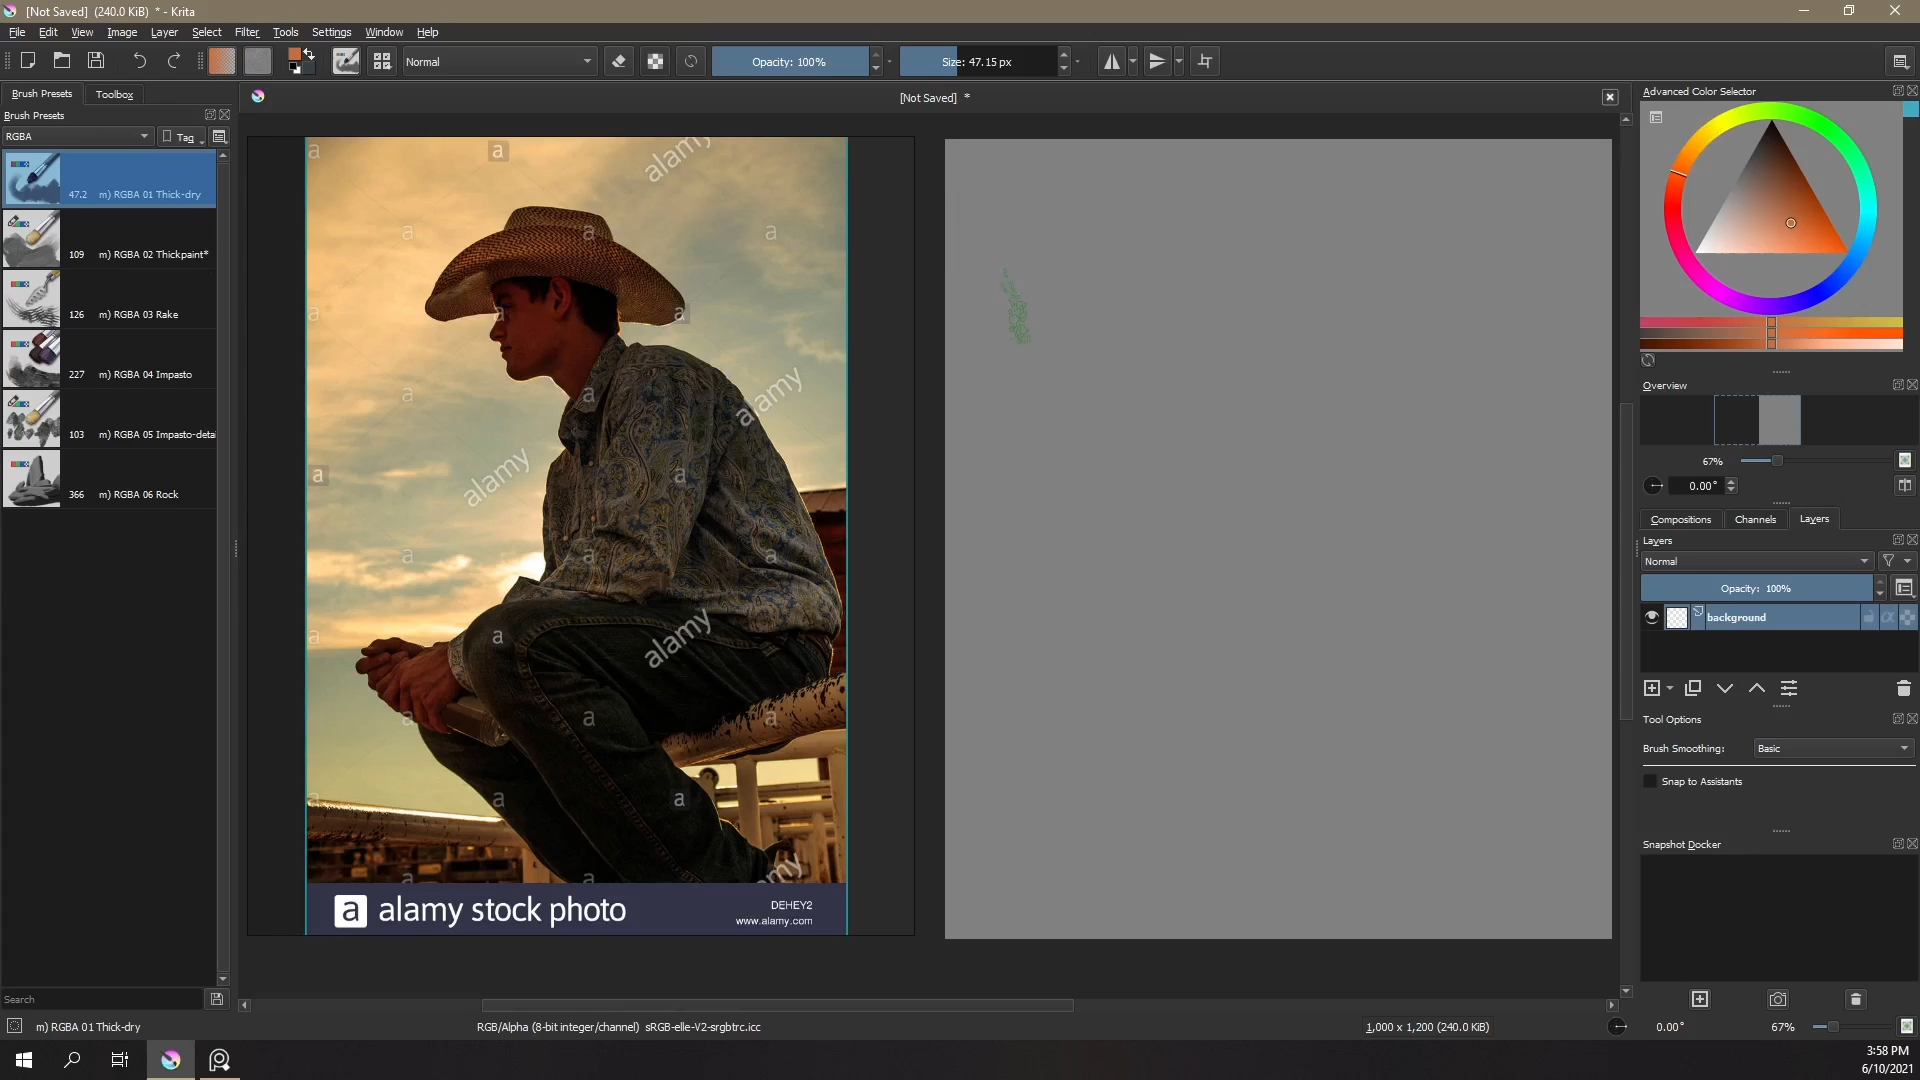 [Not Saved]  (240.0 KiB)  * - Krita
File Edit View Image Layer Select Filter Tools Settings Window Help
Normal
Opacity: 100%
Size: 47.15 px
Brush Presets
Toolbox
[Not Saved]  *
Brush Presets
RGBA
Tag
47.2 m) RGBA 01 Thick-dry
109 m) RGBA 02 Thickpaint*
126 m) RGBA 03 Rake
227 m) RGBA 04 Impasto
103 m) RGBA 05 Impasto-detai
366 m) RGBA 06 Rock
Search
m) RGBA 01 Thick-dry
alamy
alamy
alamy
alamy
a alamy stock photo
DEHEY2
www.alamy.com
RGB/Alpha (8-bit integer/channel)  sRGB-elle-V2-srgbtrc.icc
1,000 x 1,200 (240.0 KiB)
0.00°
67%
Advanced Color Selector
Overview
67%
0.00°
Compositions
Channels
Layers
Layers
Normal
Opacity:  100%
background
Tool Options
Brush Smoothing:
Basic
Snap to Assistants
Snapshot Docker
3:58 PM
6/10/2021